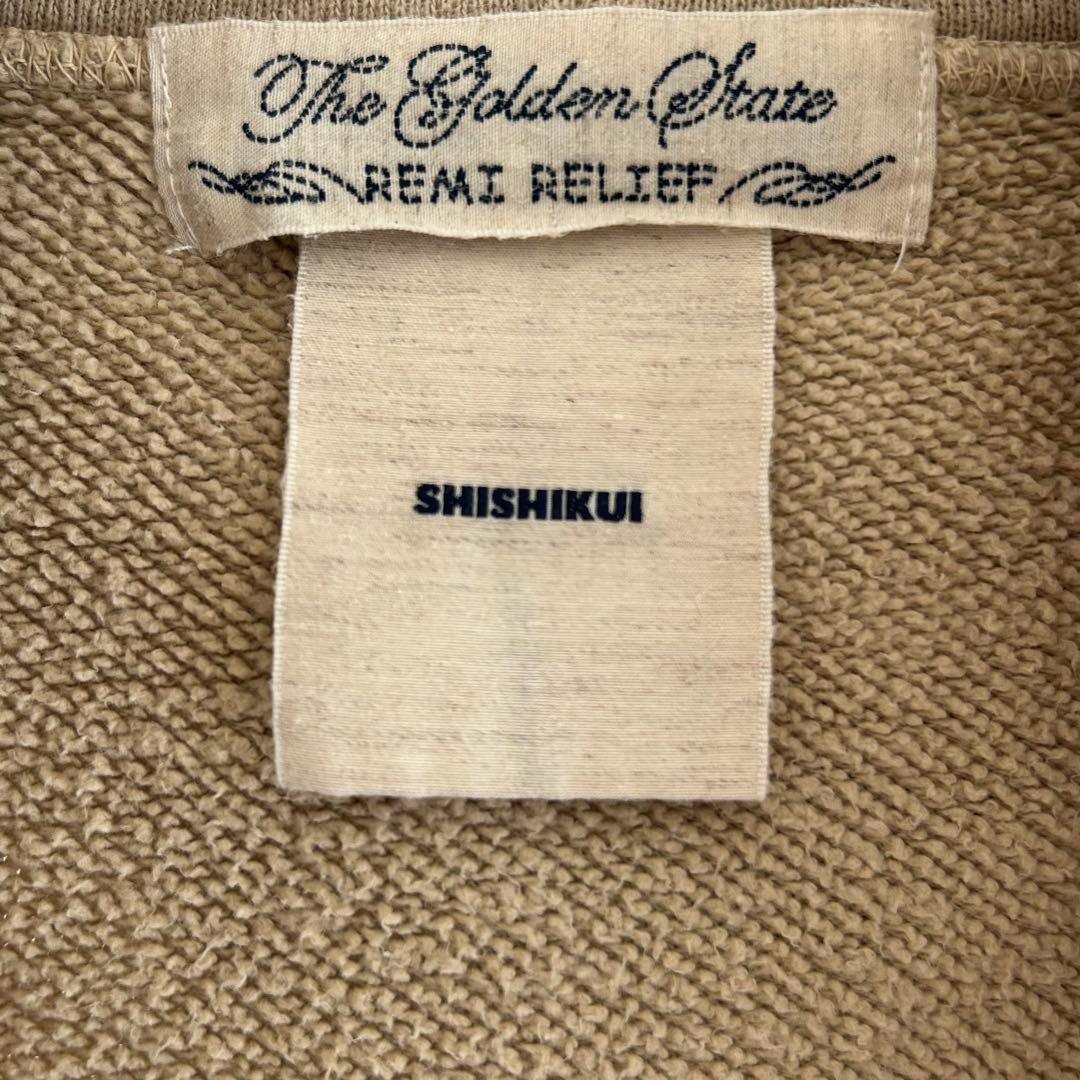 The Golden State
REMI RELIEF
SHISHIKUI